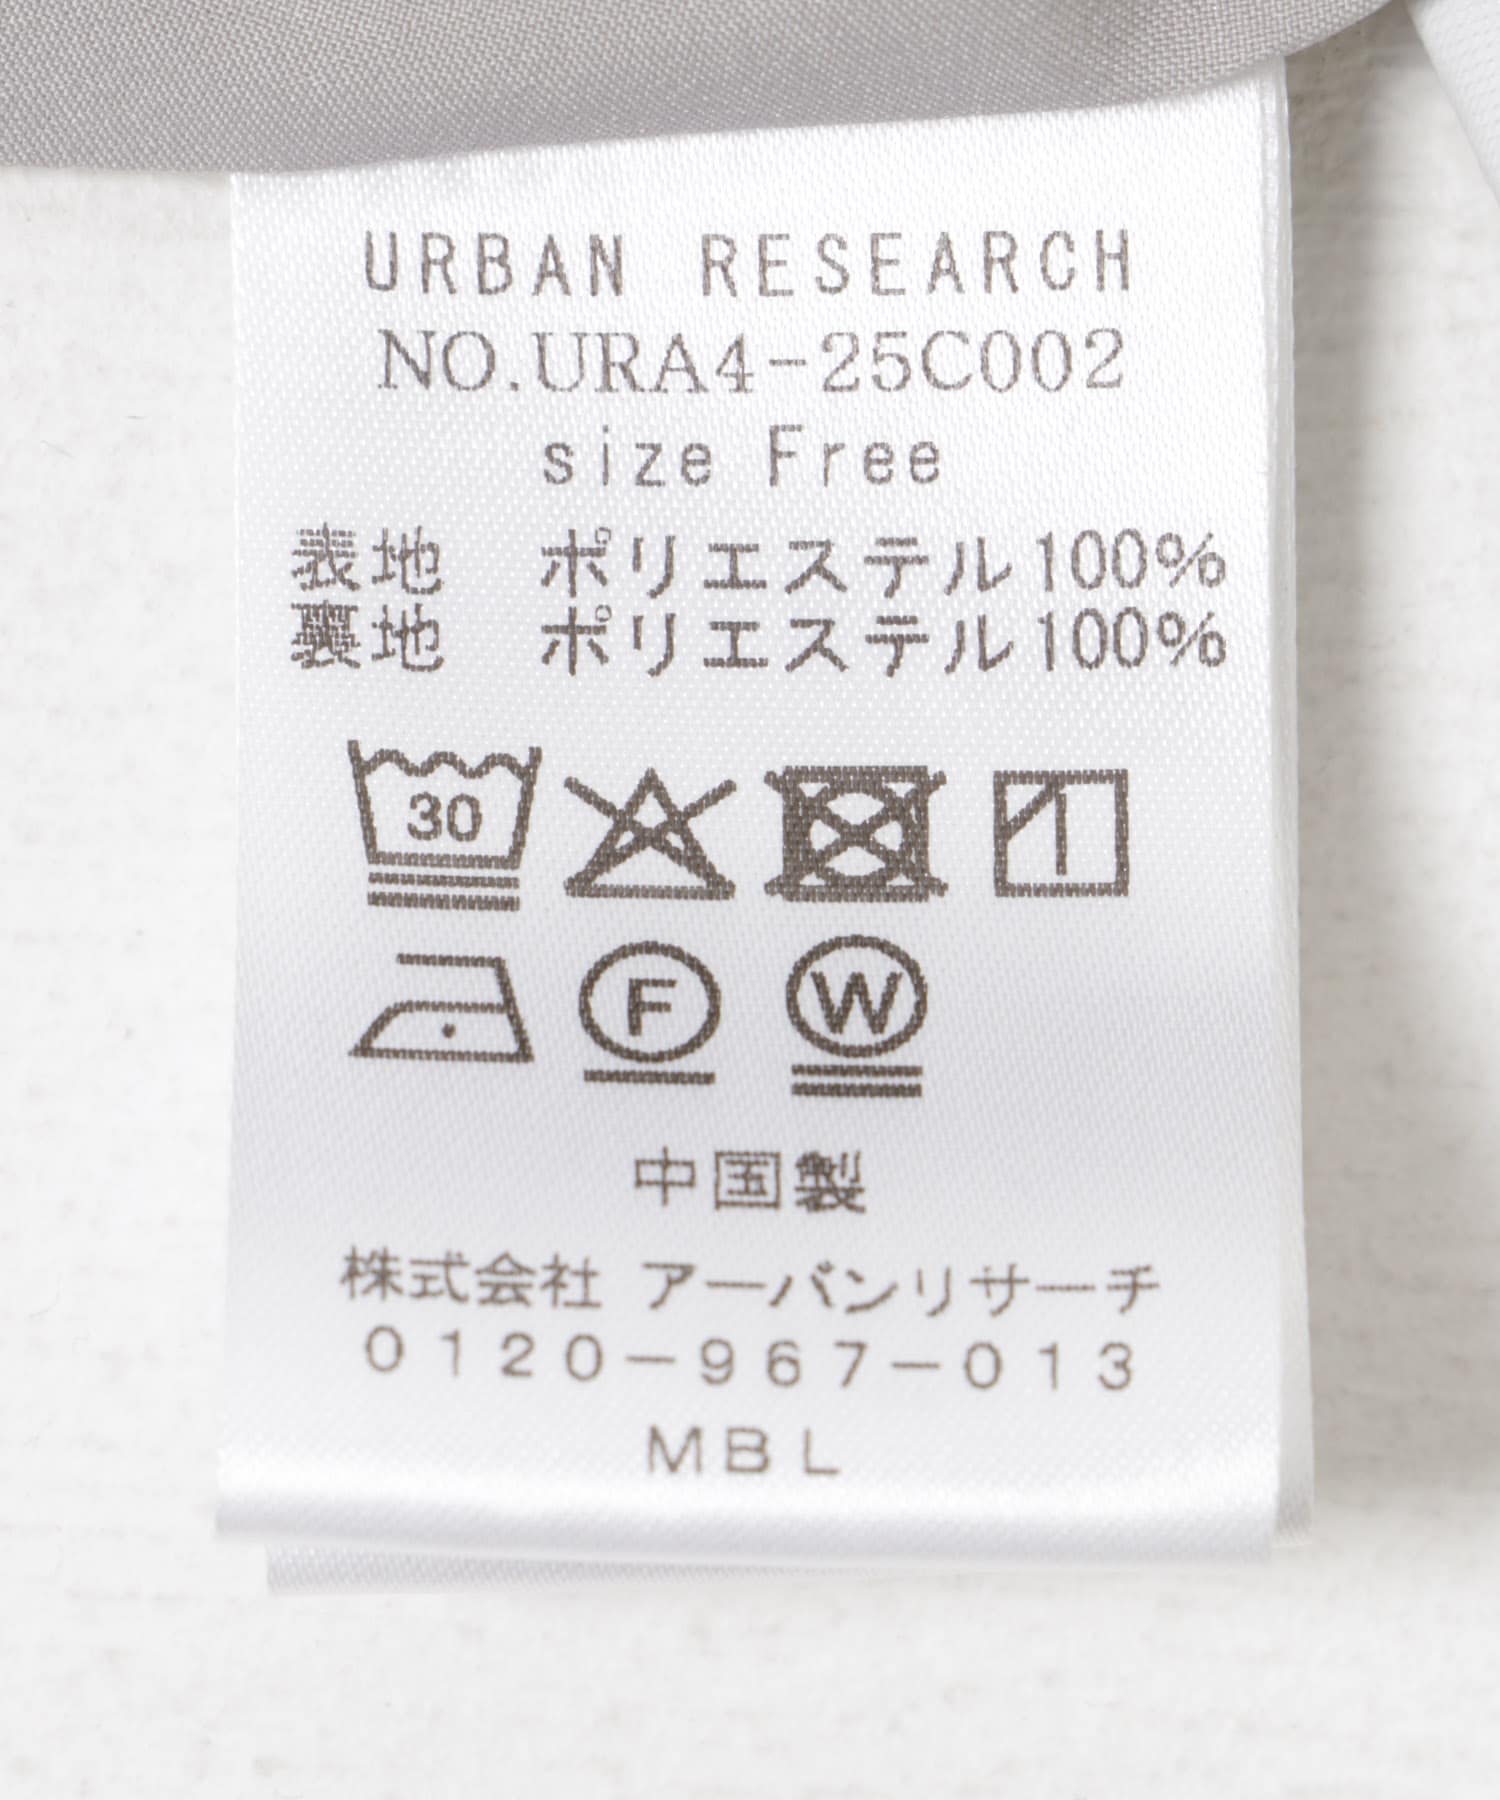 URBAN RESEARCH
NO.URA4-25C002
size Free
表地　ポリエステル100%
裏地　ポリエステル100%
30
F W
中国製
株式会社 アーバンリサーチ
0120-967-013
MBL